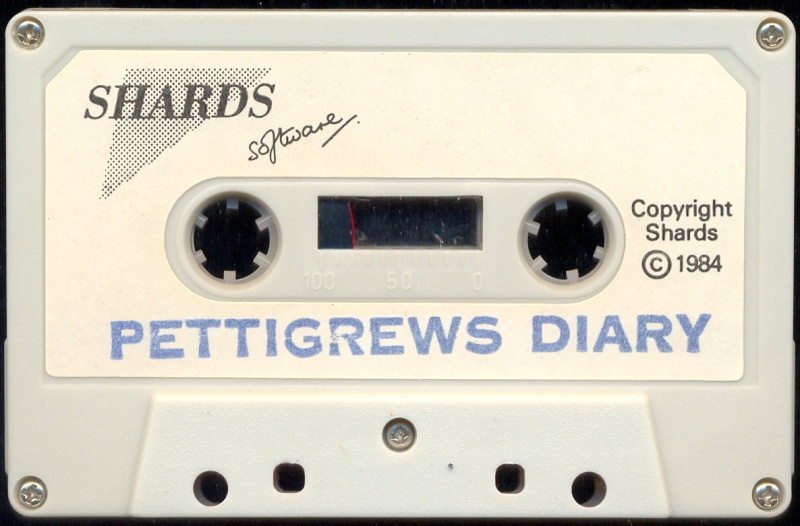 SHARDS
software.
Copyright
Shards
© 1984
100 50 0
PETTIGREWS DIARY